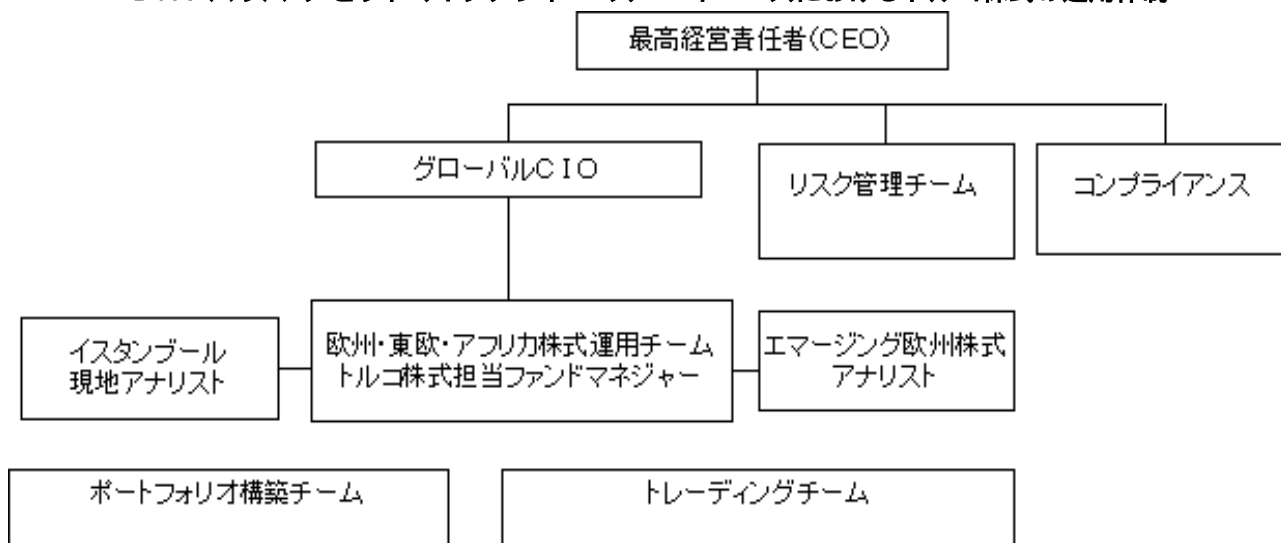 最高経営責任者(CEO)
グローバルCIO
リスク管理チーム
コンプライアンス
イスタンブール
現地アナリスト
欧州・東欧・アフリカ株式運用チーム
トルコ株式担当ファンドマネジャー
エマージング欧州株式
アナリスト
ポートフォリオ構築チーム
トレーディングチーム